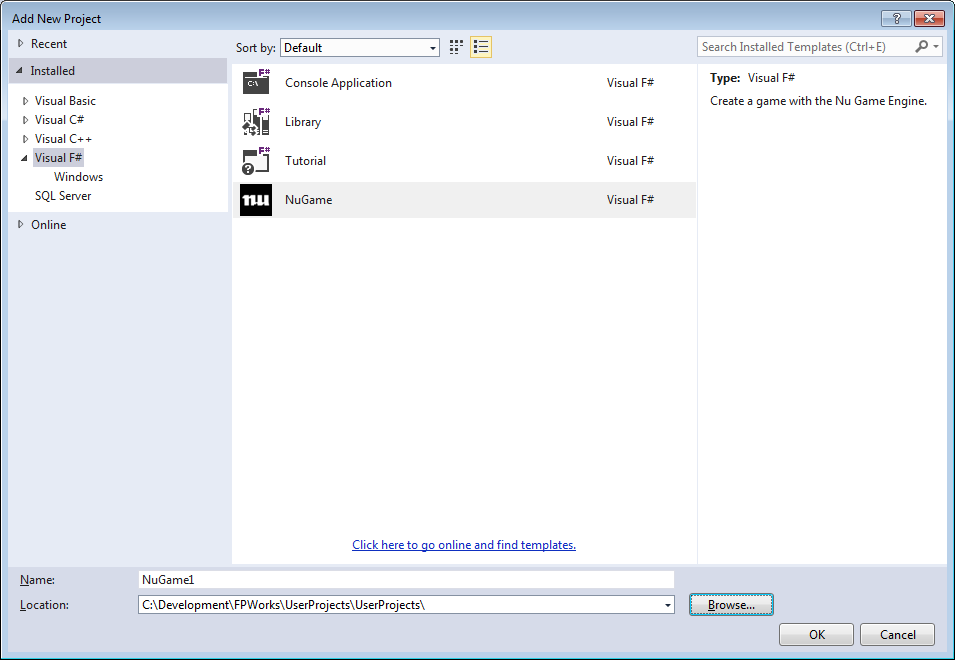 Add New Project
?
Recent
Installed
Visual Basic
Visual C#
Visual C++
Visual F#
Windows
SQL Server
Online
Sort by: Default
Search Installed Templates (Ctrl+E)
F# C:\ Console Application Visual F#
F# Library Visual F#
F# ? Tutorial Visual F#
nu NuGame Visual F#
Click here to go online and find templates.
Type: Visual F#
Create a game with the Nu Game Engine.
Name: NuGame1
Location: C:\Development\FPWorks\UserProjects\UserProjects\ Browse...
OK Cancel